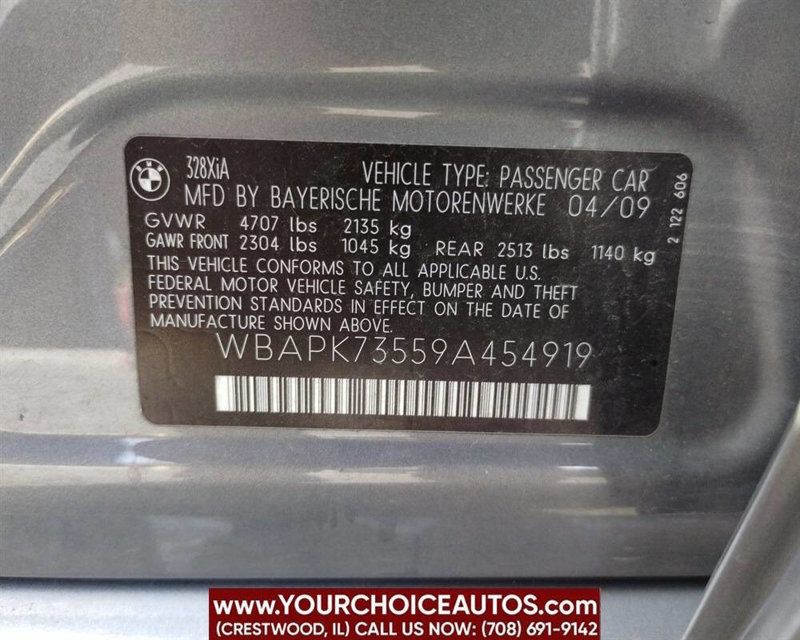 BMW
328XiA VEHICLE TYPE: PASSENGER CAR
MFD BY BAYERISCHE MOTORENWERKE 04/09
GVWR 4707 lbs 2135 kg
GAWR FRONT 2304 lbs 1045 kg REAR 2513 lbs 1140 kg
THIS VEHICLE CONFORMS TO ALL APPLICABLE U.S.
FEDERAL MOTOR VEHICLE SAFETY, BUMPER AND THEFT
PREVENTION STANDARDS IN EFFECT ON THE DATE OF
MANUFACTURE SHOWN ABOVE.
WBAPK73559A454919
2 122 606
WWW.YOURCHOICEAUTOS.COM
(CRESTWOOD, IL) CALL US NOW: (708) 691-9142